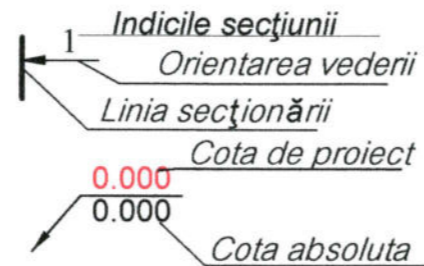 Indicile secţiunii
1
Orientarea vederii
Linia secţionării
Cota de proiect
0.000
0.000
Cota absoluta